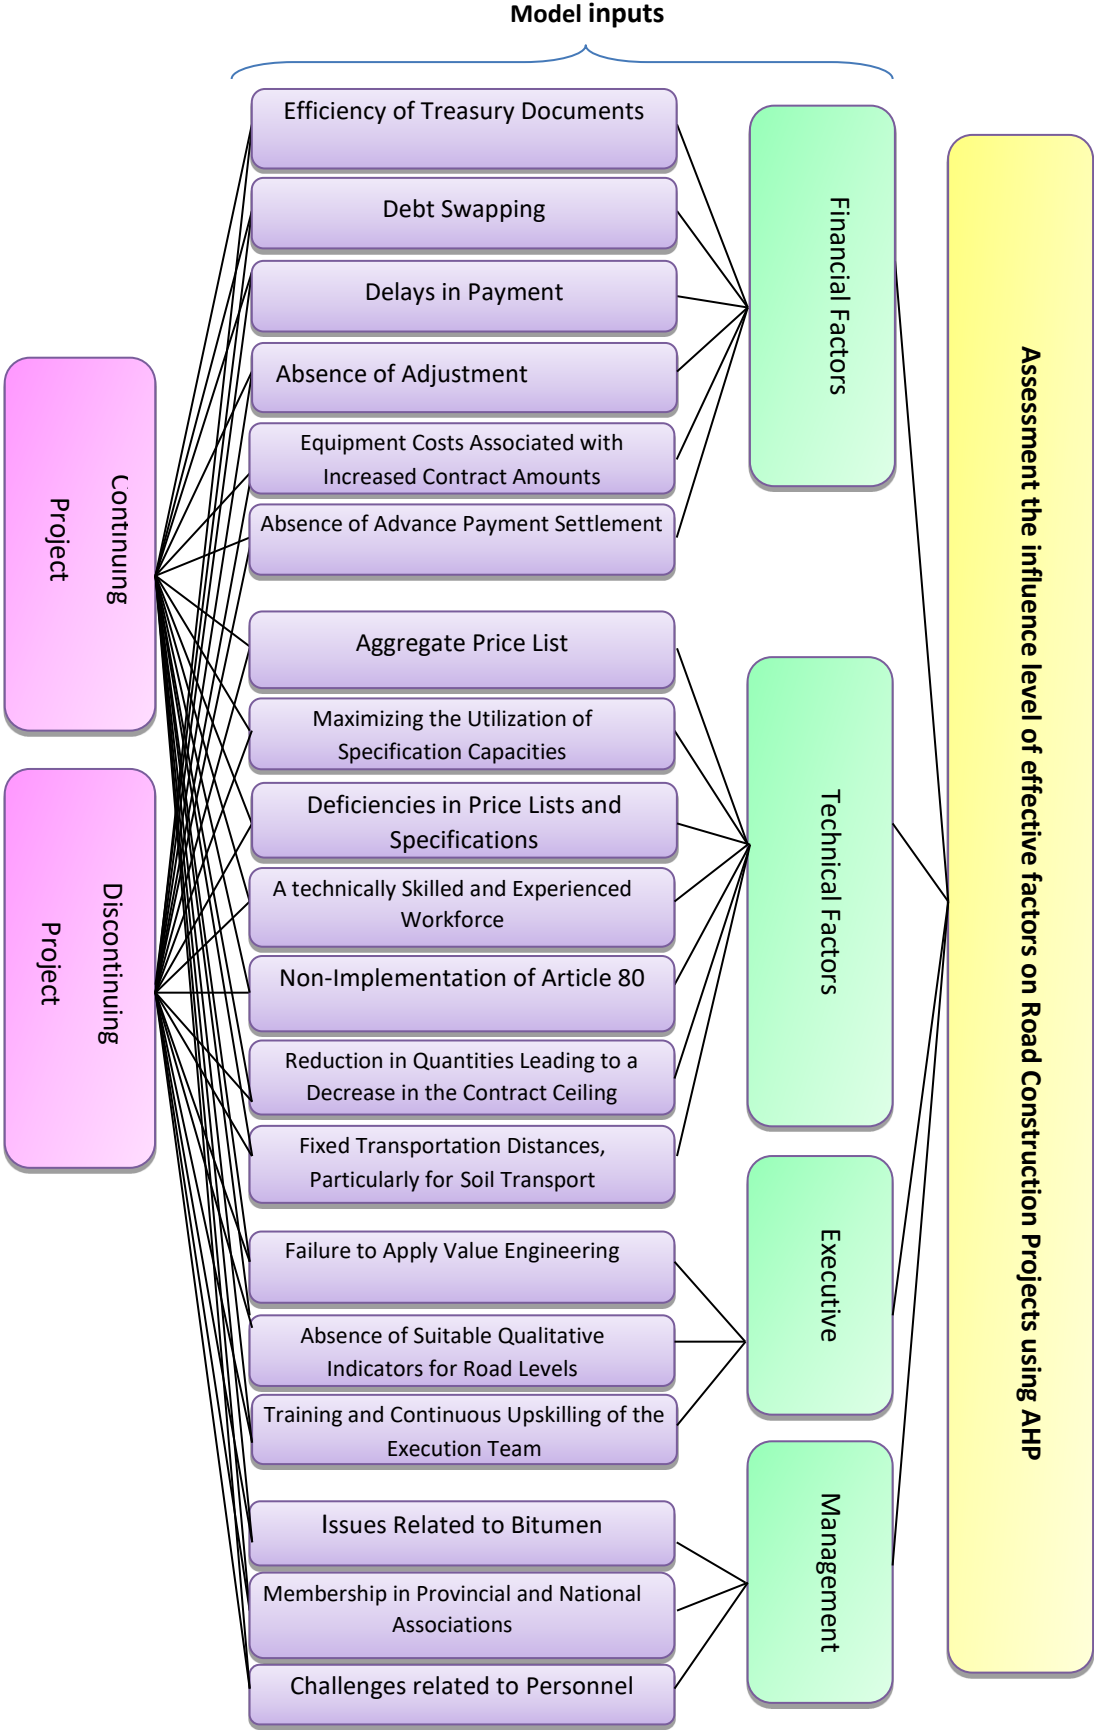 Model inputs
Efficiency of Treasury Documents
Debt Swapping
Delays in Payment
Absence of Adjustment
Equipment Costs Associated with
Increased Contract Amounts
Absence of Advance Payment Settlement
Aggregate Price List
Maximizing the Utilization of
Specification Capacities
Deficiencies in Price Lists and
Specifications
A technically Skilled and Experienced
Workforce
Non-Implementation of Article 80
Reduction in Quantities Leading to a
Decrease in the Contract Ceiling
Fixed Transportation Distances,
Particularly for Soil Transport
Failure to Apply Value Engineering
Absence of Suitable Qualitative
Indicators for Road Levels
Training and Continuous Upskilling of the
Execution Team
Issues Related to Bitumen
Membership in Provincial and National
Associations
Challenges related to Personnel
Financial Factors
Technical Factors
Executive
Management
Assessment the influence level of effective factors on Road Construction Projects using AHP
Continuing
Project
Discontinuing
Project